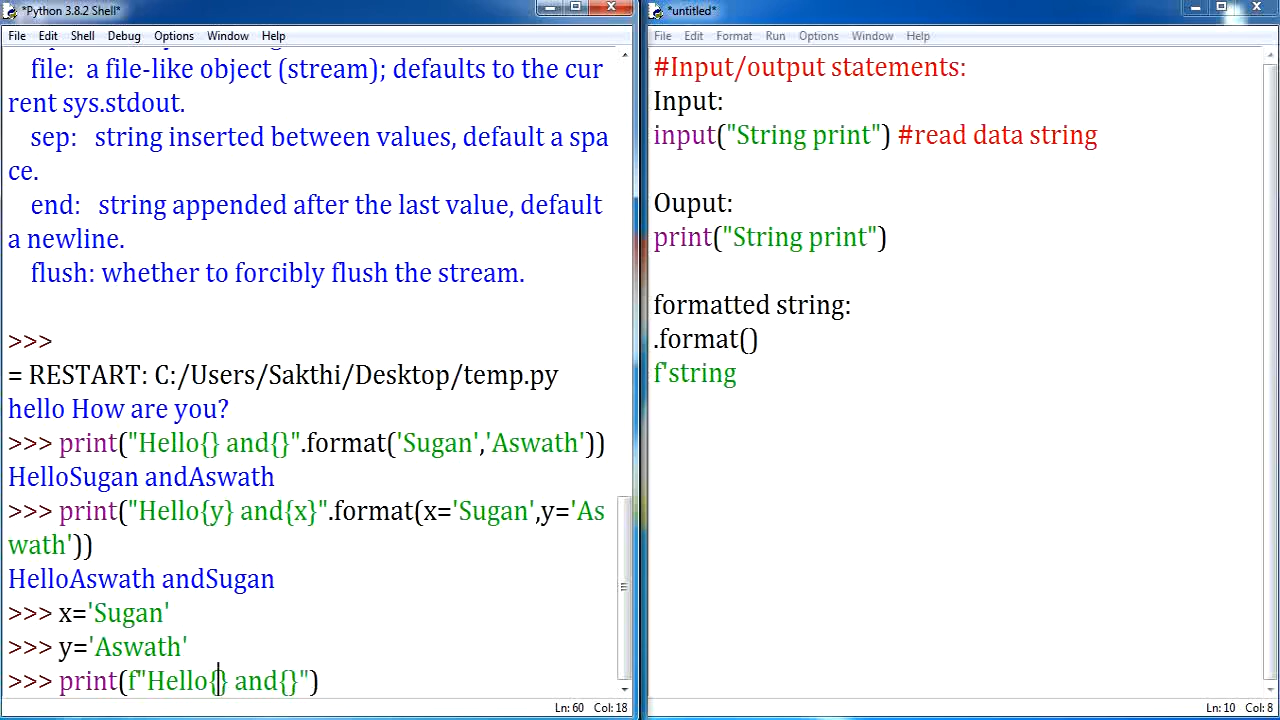 *Python 3.8.2 Shell*
File Edit Shell Debug Options Window Help
file: a file-like object (stream); defaults to the cur
rent sys.stdout.
sep: string inserted between values, default a spa
ce.
end: string appended after the last value, default
a newline.
flush: whether to forcibly flush the stream.
>>>
= RESTART: C:/Users/Sakthi/Desktop/temp.py
hello How are you?
>>> print("Hello{} and{}".format('Sugan','Aswath'))
HelloSugan andAswath
>>> print("Hello{y} and{x}".format(x='Sugan',y='As
wath'))
HelloAswath andSugan
>>> x='Sugan'
>>> y='Aswath'
>>> print(f"Hello{} and{}")
Ln: 60 Col: 18
*untitled*
File Edit Format Run Options Window Help
#Input/output statements:
Input:
input("String print") #read data string
Ouput:
print("String print")
formatted string:
.format()
f'string
Ln: 10 Col: 8